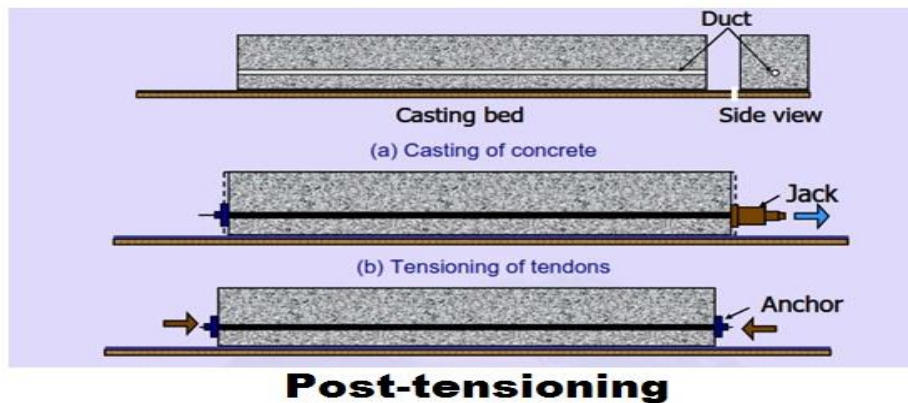 Duct
Casting bed
Side view
(a) Casting of concrete
Jack
(b) Tensioning of tendons
Anchor
Post-tensioning